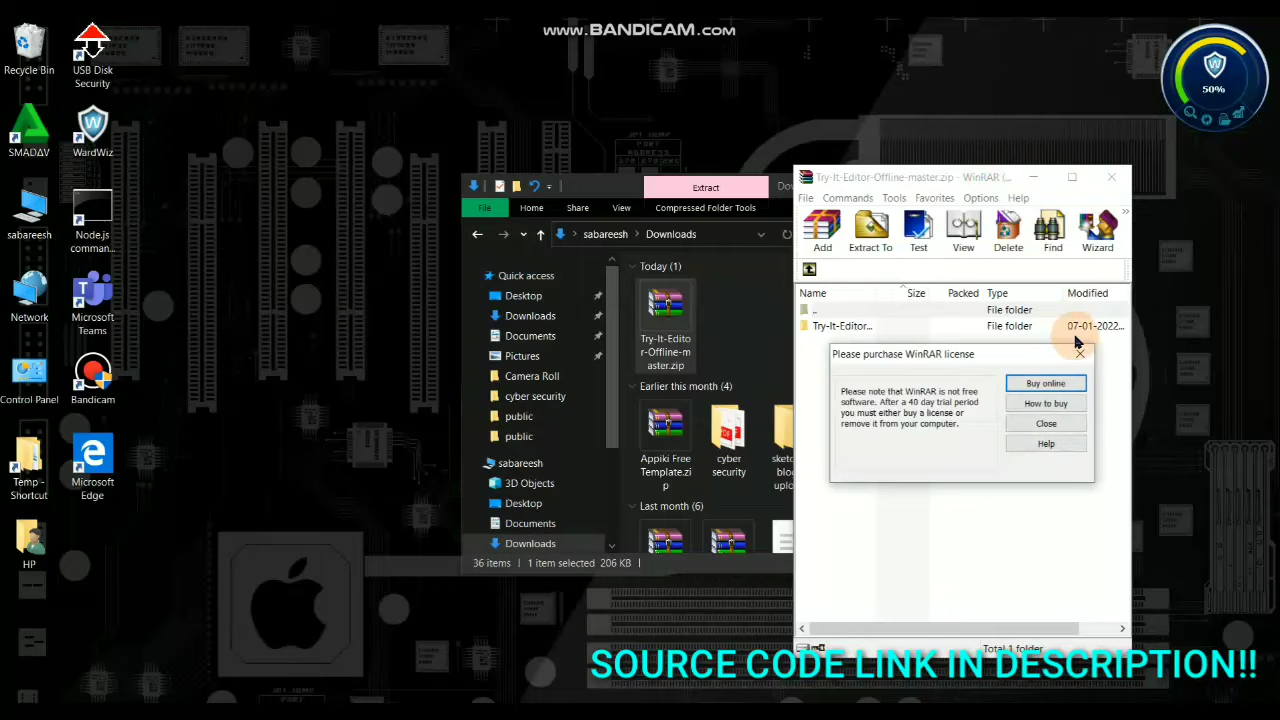 www.BANDICAM.com
Recycle Bin
USB Disk
Security
SMADΔV
WardWiz
sabareesh
Node.js
comman...
Network
Microsoft
Teams
Control Panel
Bandicam
Temp -
Shortcut
Microsoft
Edge
HP
50%
Extract
File
Home
Share
View
Compressed Folder Tools
sabareesh
Downloads
Quick access
Desktop
Downloads
Documents
Pictures
Camera Roll
cyber security
public
public
sabareesh
3D Objects
Desktop
Documents
Downloads
Today (1)
Try-It-Edito
r-Offline-m
aster.zip
Earlier this month (4)
Appiki Free
Template.zi
p
cyber
security
sketc
bloc
uplo
Last month (6)
36 items
1 item selected 206 KB
Try-It-Editor-Offline-master.zip - WinRAR (...
File Commands Tools Favorites Options Help
Add Extract To Test View Delete Find Wizard
Name Size Packed Type Modified
.. File folder
Try-It-Editor... File folder 07-01-2022...
Please purchase WinRAR license
Please note that WinRAR is not free
software. After a 40 day trial period
you must either buy a license or
remove it from your computer.
Buy online
How to buy
Close
Help
Total 1 folder
SOURCE CODE LINK IN DESCRIPTION!!